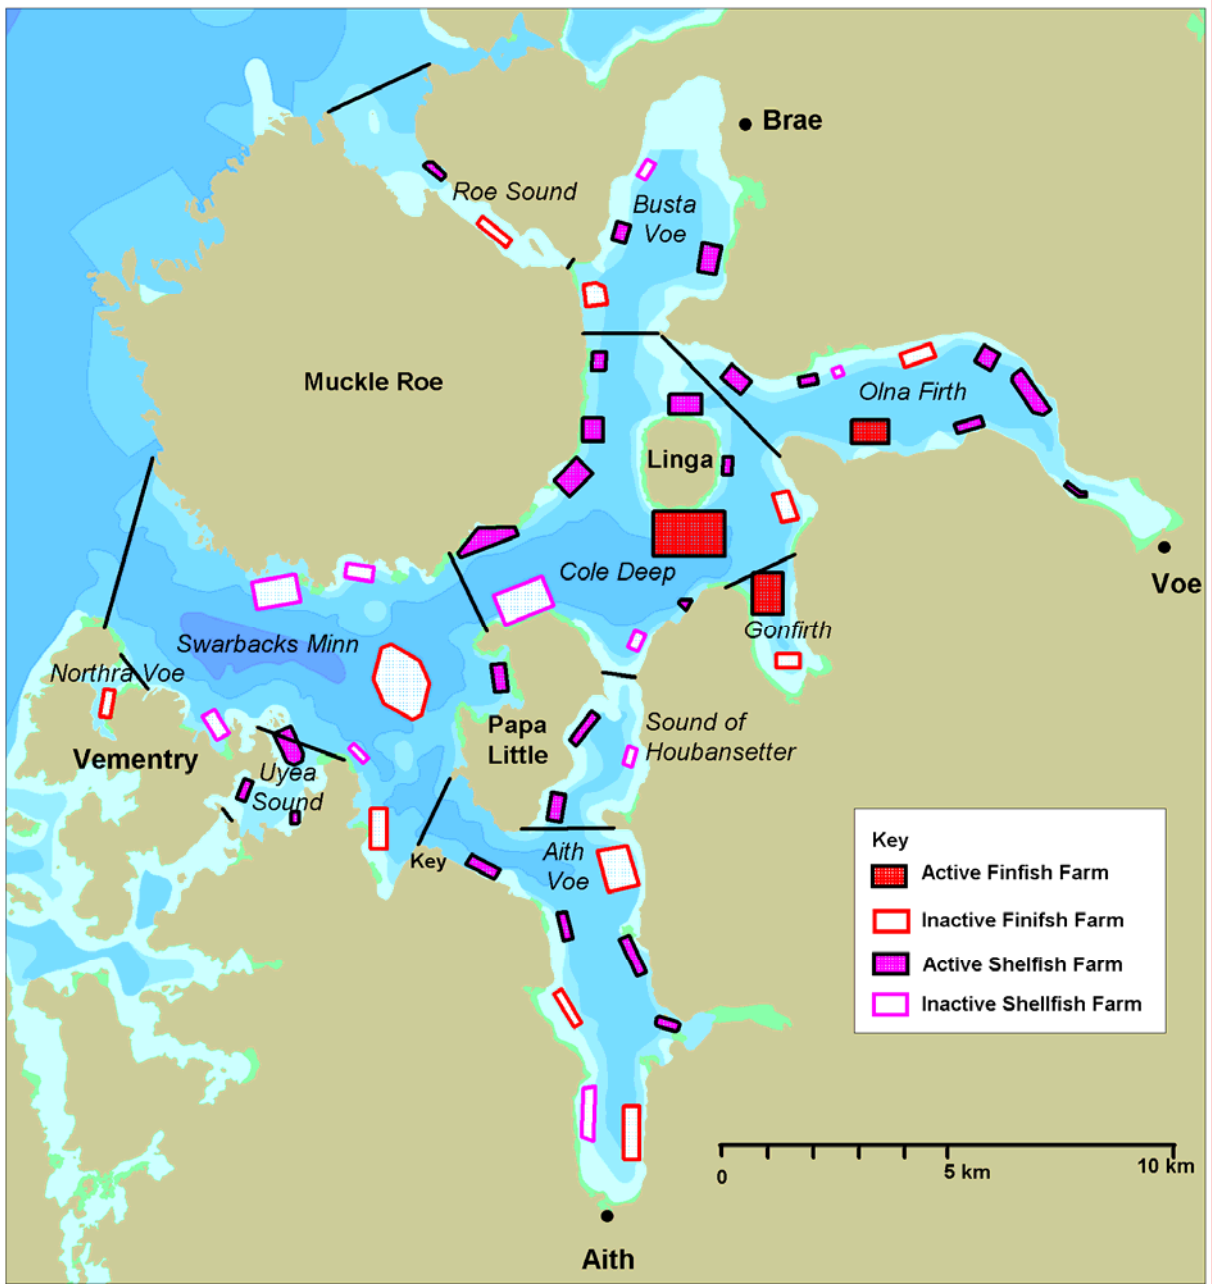 Brae
Roe Sound
Busta
Voe
Muckle Roe
Olna Firth
Linga
Cole Deep
Voe
Gonfirth
Swarbacks Minn
Northra Voe
Papa
Little
Sound of
Houbansetter
Vementry
Uyea
Sound
Aith
Voe
Key
Key
Active Finfish Farm
Inactive Finifsh Farm
Active Shelfish Farm
Inactive Shellfish Farm
0
5 km
10 km
Aith